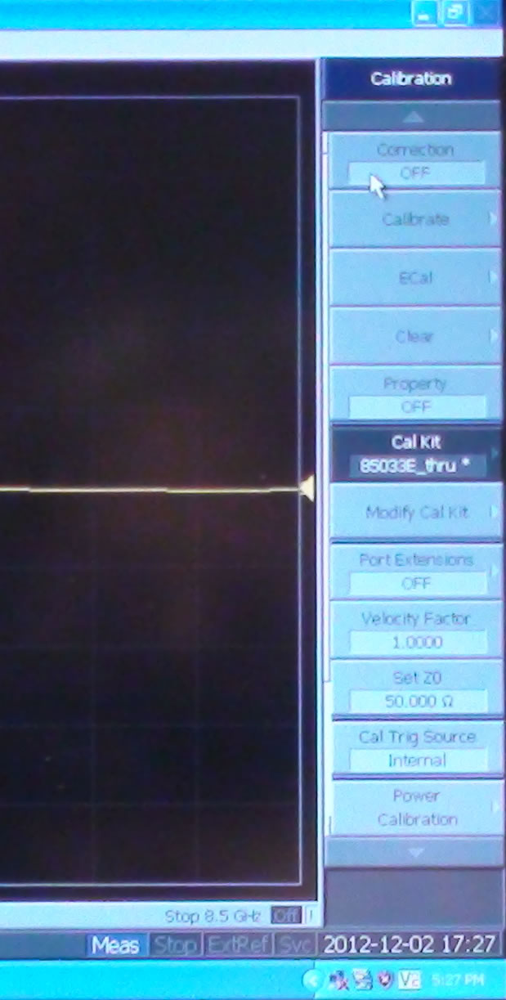 Calibration
Correction
OFF
Calibrate
ECal
Clear
Property
OFF
Cal Kit
85033E_thru *
Modify Cal Kit
Port Extensions
OFF
Velocity Factor
1.0000
Set Z0
50.000 Ω
Cal Trig Source
Internal
Power
Calibration
Stop 8.5 GHz Off
Meas Stop ExtRef Svc 2012-12-02 17:27
V2 5:27 PM